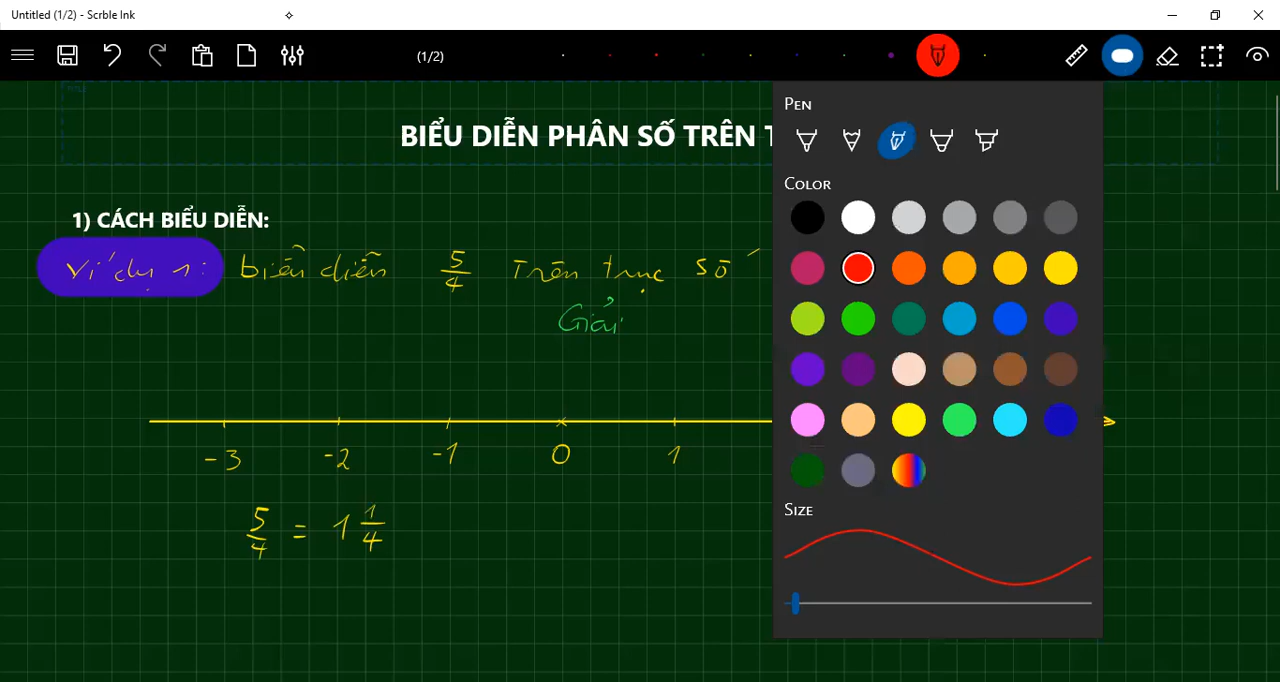 Untitled (1/2) - Scrble Ink
(1/2)
BIỂU DIỄN PHÂN SỐ TRÊN T
1) CÁCH BIỂU DIỄN:
Ví dụ 1: biểu diễn 5/4 trên trục số
Giải
-3 -2 -1 0 1
5/4 = 1 1/4
PEN
COLOR
SIZE